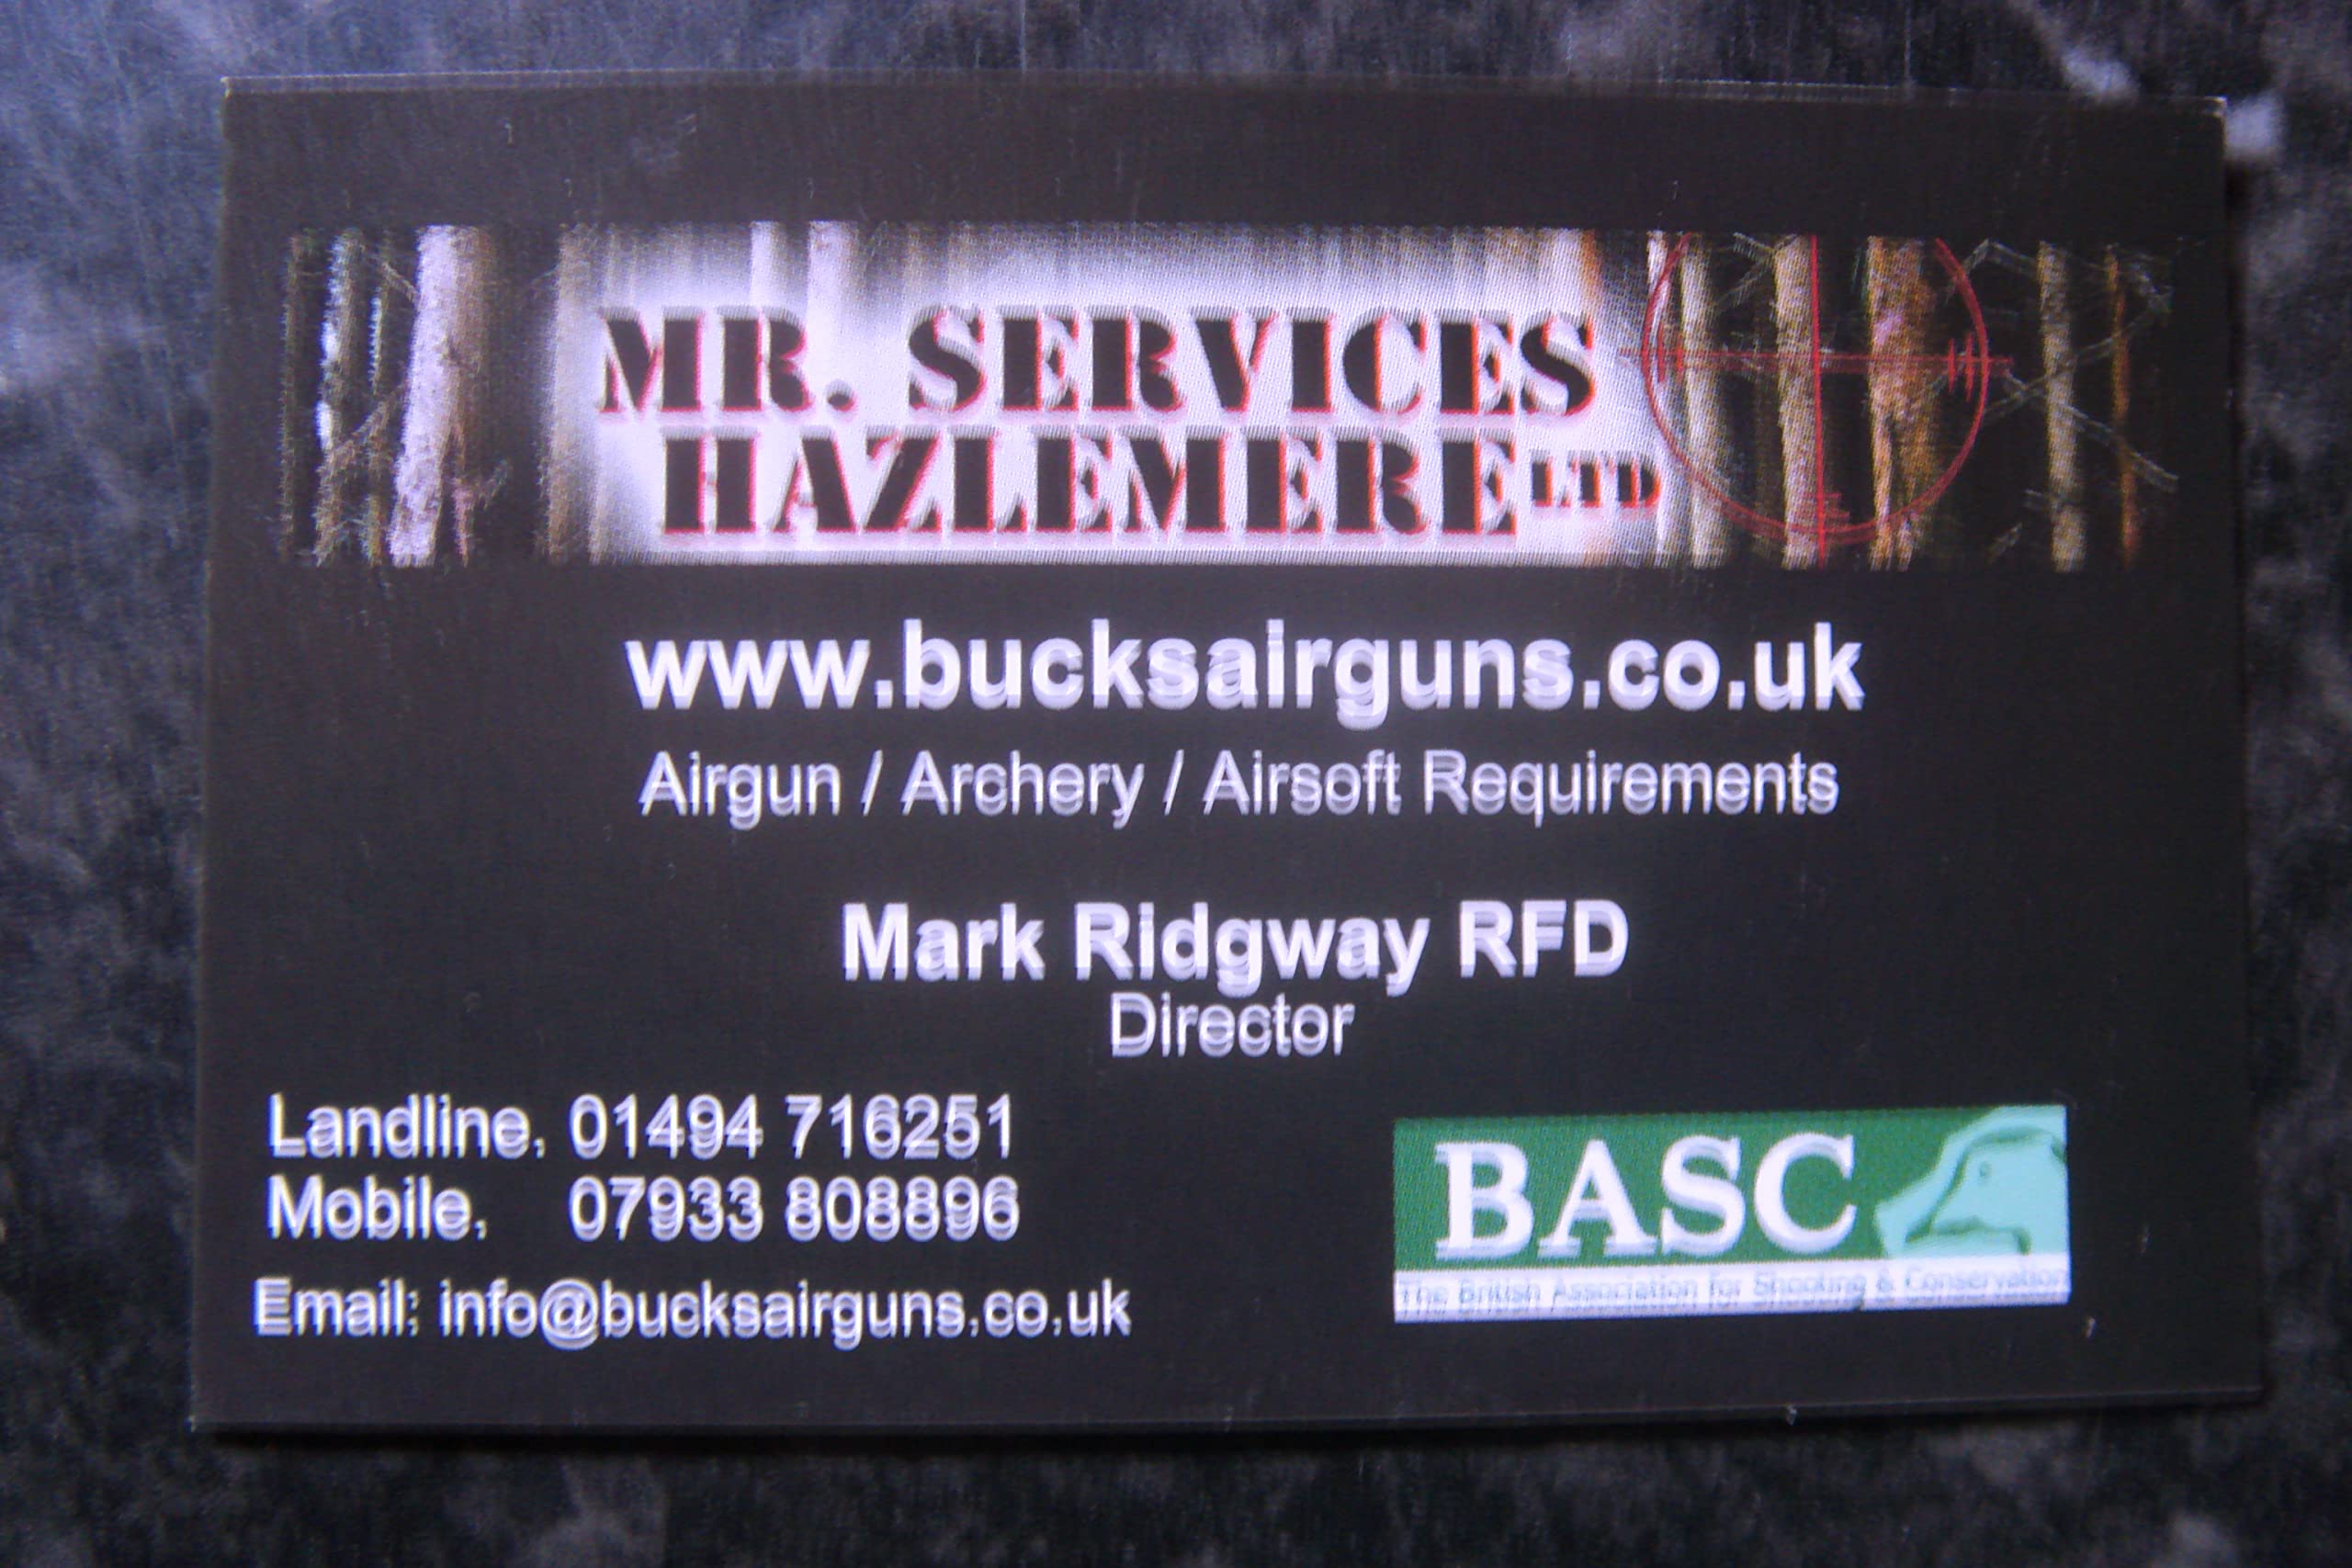 MR. SERVICES
HAZLEMERE LTD
www.bucksairguns.co.uk
Airgun / Archery / Airsoft Requirements
Mark Ridgway RFD
Director
Landline. 01494 716251
Mobile. 07933 808896
Email: info@bucksairguns.co.uk
BASC
The British Association for Shooting & Conservation